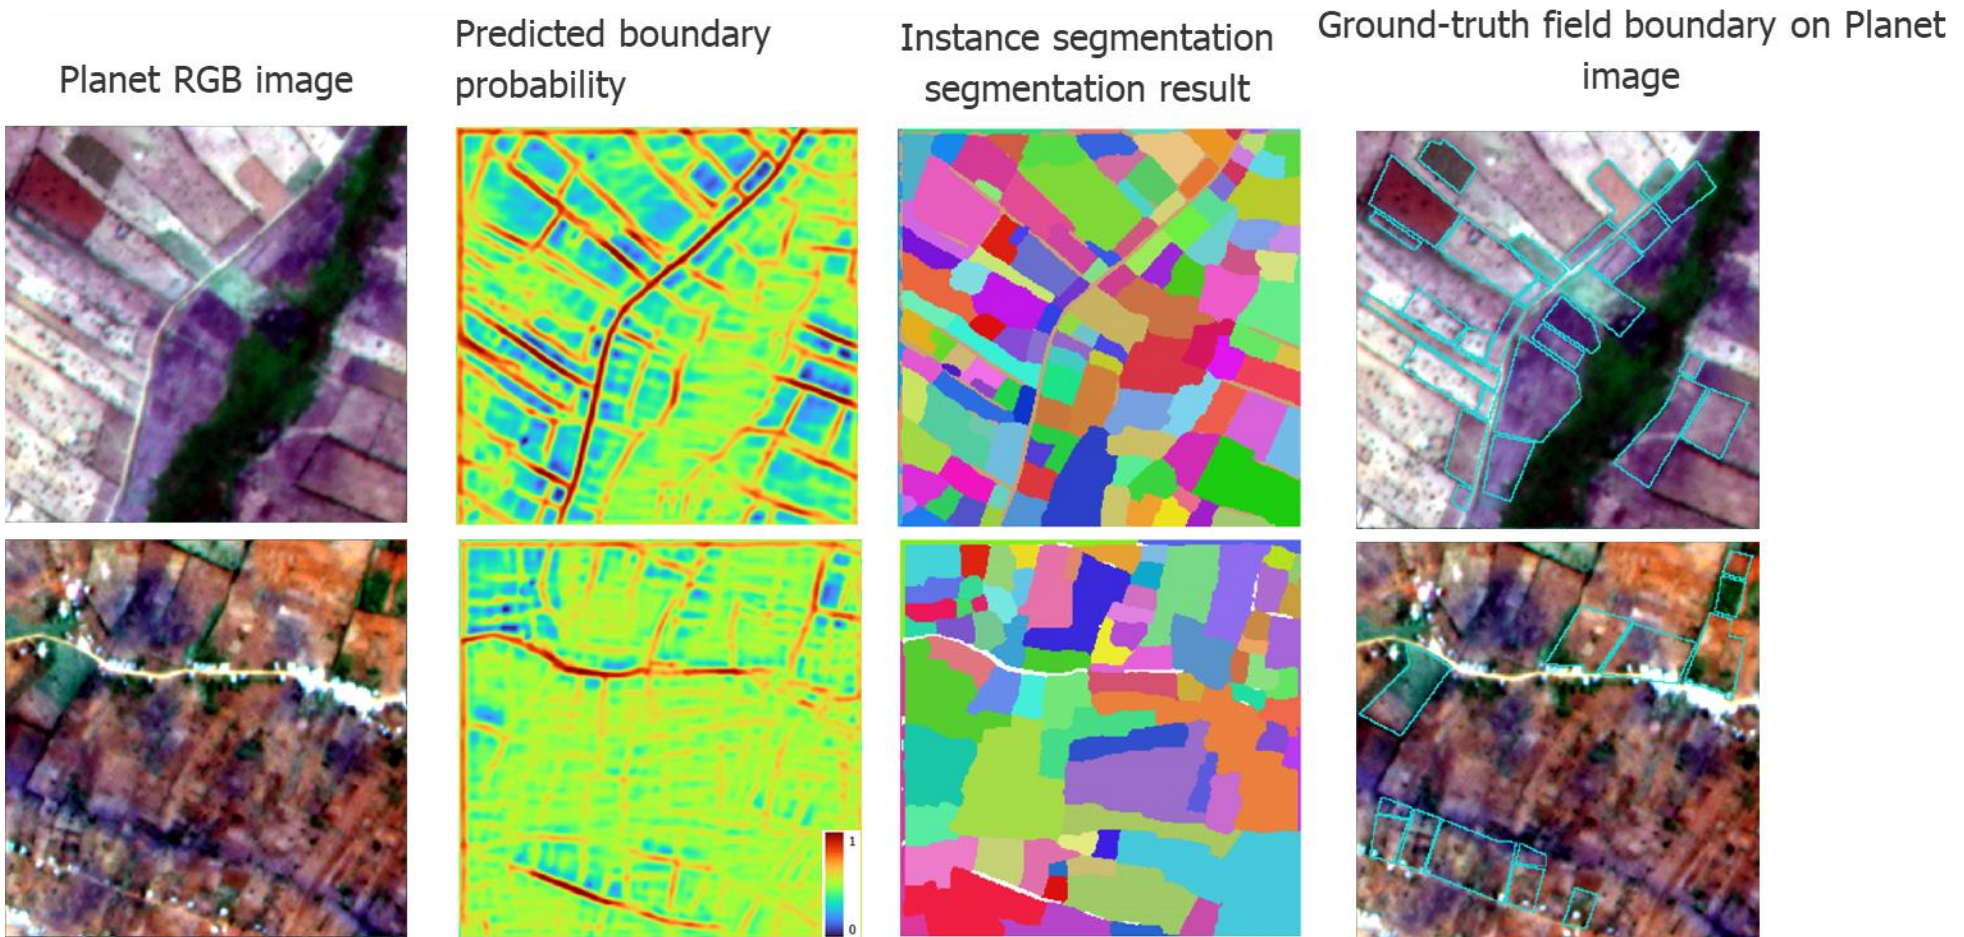 Planet RGB image
Predicted boundary
probability
Instance segmentation
segmentation result
Ground-truth field boundary on Planet
image
1
0